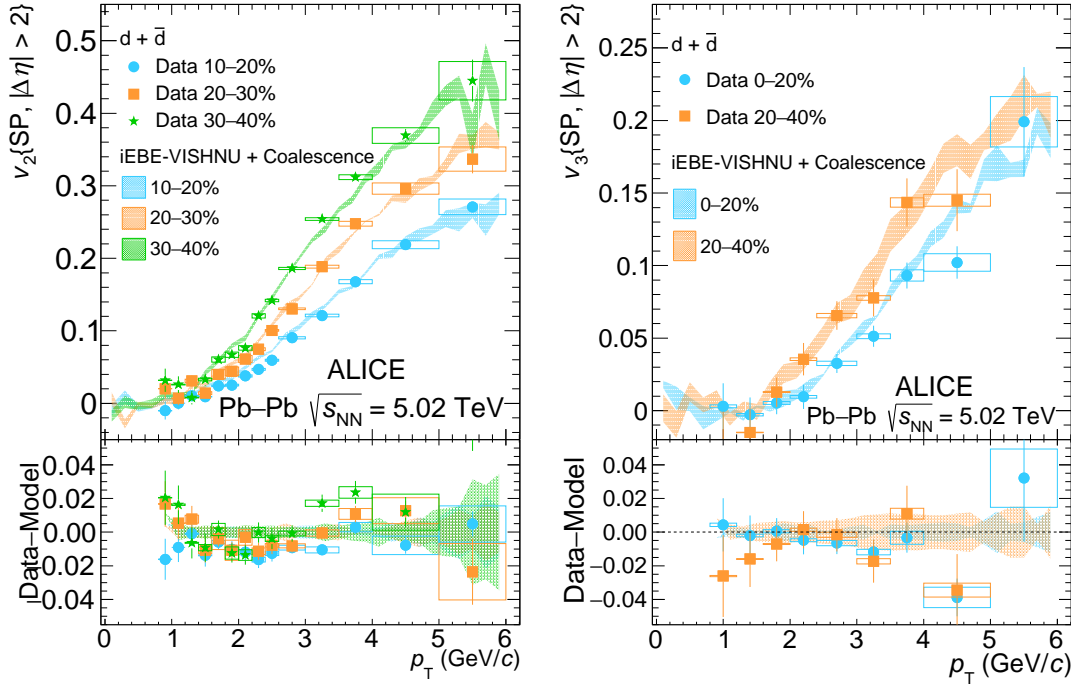 v₂{SP, |Δη| > 2}
0.5
0.4
0.3
0.2
0.1
0
d + d̄
Data 10–20%
Data 20–30%
Data 30–40%
iEBE-VISHNU + Coalescence
10–20%
20–30%
30–40%
ALICE
Pb–Pb √s_NN = 5.02 TeV
Data–Model
0.04
0.02
0.00
−0.02
−0.04
0 1 2 3 4 5 6
p_T (GeV/c)
v₃{SP, |Δη| > 2}
0.25
0.2
0.15
0.1
0.05
0
d + d̄
Data 0–20%
Data 20–40%
iEBE-VISHNU + Coalescence
0–20%
20–40%
ALICE
Pb–Pb √s_NN = 5.02 TeV
Data–Model
0.04
0.02
0.00
−0.02
−0.04
0 1 2 3 4 5 6
p_T (GeV/c)